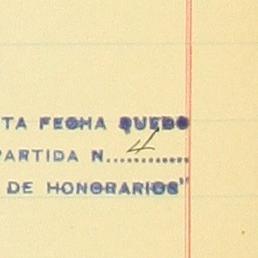 TA FECHA QUEDO
PARTIDA N. 4
DE HONORARIOS"